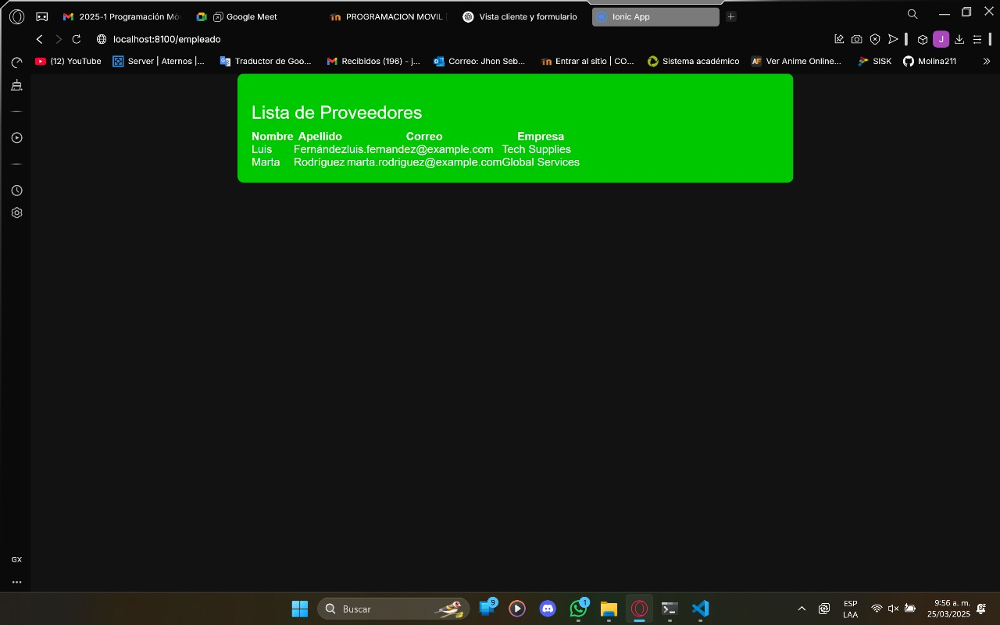 2025-1 Programación Mó
Google Meet
PROGRAMACION MOVIL
Vista cliente y formulario
Ionic App
localhost:8100/empleado
J
(12) YouTube
Server | Aternos |...
Traductor de Goo...
Recibidos (196) - j...
Correo: Jhon Seb...
Entrar al sitio | CO...
Sistema académico
AF Ver Anime Online...
SISK
Molina211
Lista de Proveedores
Nombre Apellido Correo Empresa
Luis Fernández luis.fernandez@example.com Tech Supplies
Marta Rodríguez marta.rodriguez@example.com Global Services
GX
Buscar
9
1
ESP
LAA
9:56 a. m.
25/03/2025